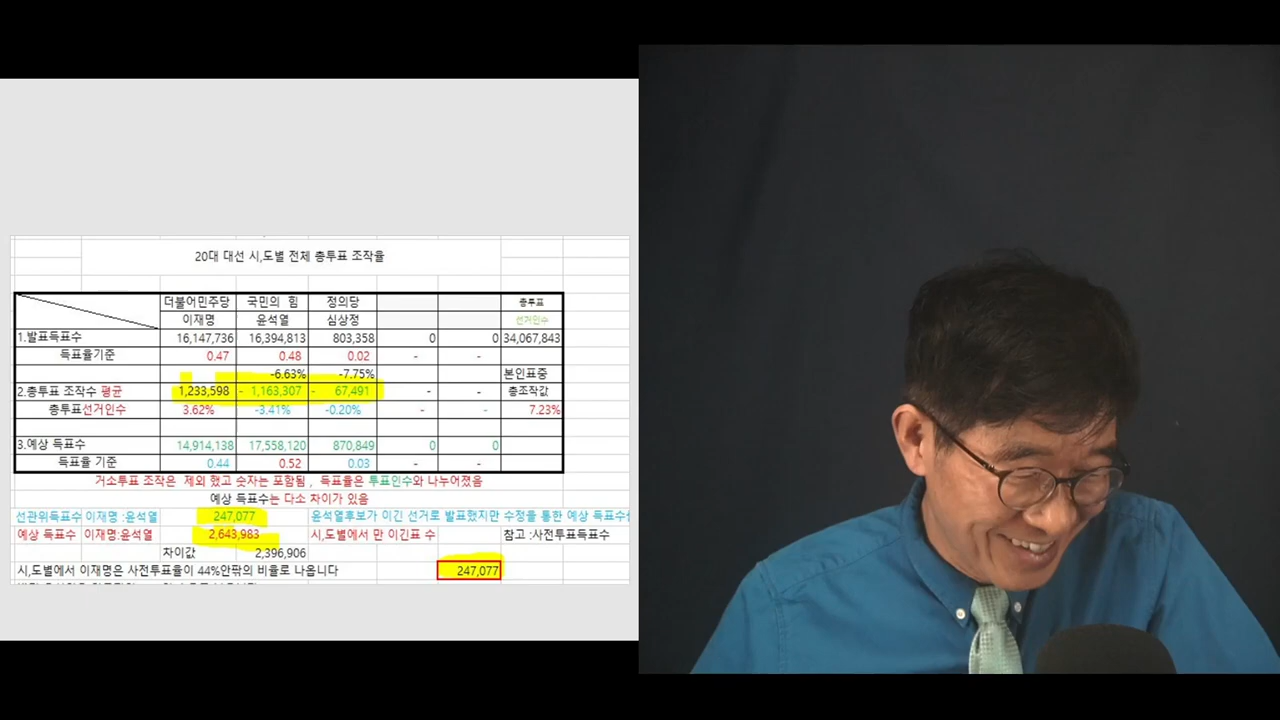 20대 대선 시,도별 전체 총투표 조작율
더불어민주당 국민의 힘 정의당 총투표
이재명 윤석열 심상정 선거인수
1.발표득표수 16,147,736 16,394,813 803,358 0 0 34,067,843
득표율기준 0.47 0.48 0.02 - -
-6.63% -7.75% 본인표중
2.총투표 조작수 평균 1,233,598 - 1,163,307 - 67,491 - - 총조작값
총투표선거인수 3.62% -3.41% -0.20% - - 7.23%
3.예상 득표수 14,914,138 17,558,120 870,849 0 0
득표율 기준 0.44 0.52 0.03 - -
거소투표 조작은 제외 했고 숫자는 포함됨 , 득표율은 투표인수와 나누어졌음
예상 득표수는 다소 차이가 있음
선관위득표수 이재명 :윤석열 247,077 윤석열후보가 이긴 선거로 발표했지만 수정을 통한 예상 득표수
예상 득표수 이재명:윤석열 2,643,983 시,도별에서 만 이긴표 수 참고 :사전투표득표수
차이값 2,396,906
시,도별에서 이재명은 사전투표율이 44%안팎의 비율로 나옵니다 247,077